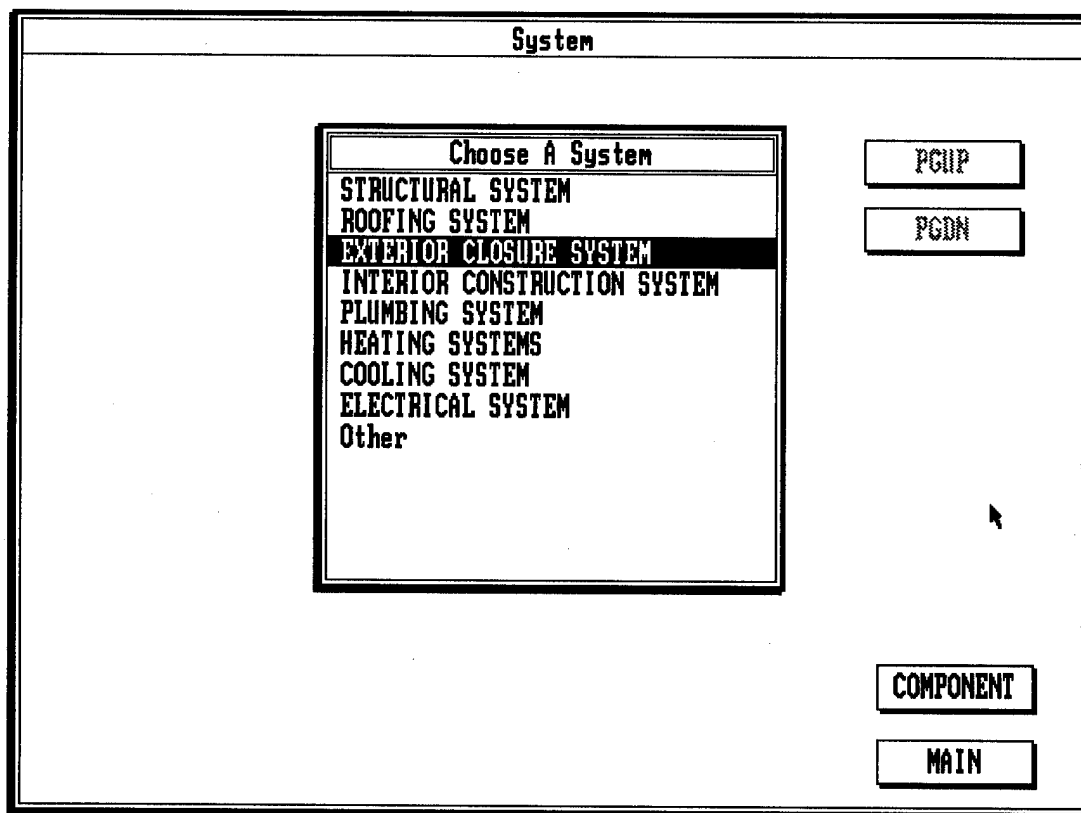 System
Choose A System
STRUCTURAL SYSTEM
ROOFING SYSTEM
EXTERIOR CLOSURE SYSTEM
INTERIOR CONSTRUCTION SYSTEM
PLUMBING SYSTEM
HEATING SYSTEMS
COOLING SYSTEM
ELECTRICAL SYSTEM
Other
PGUP
PGDN
COMPONENT
MAIN